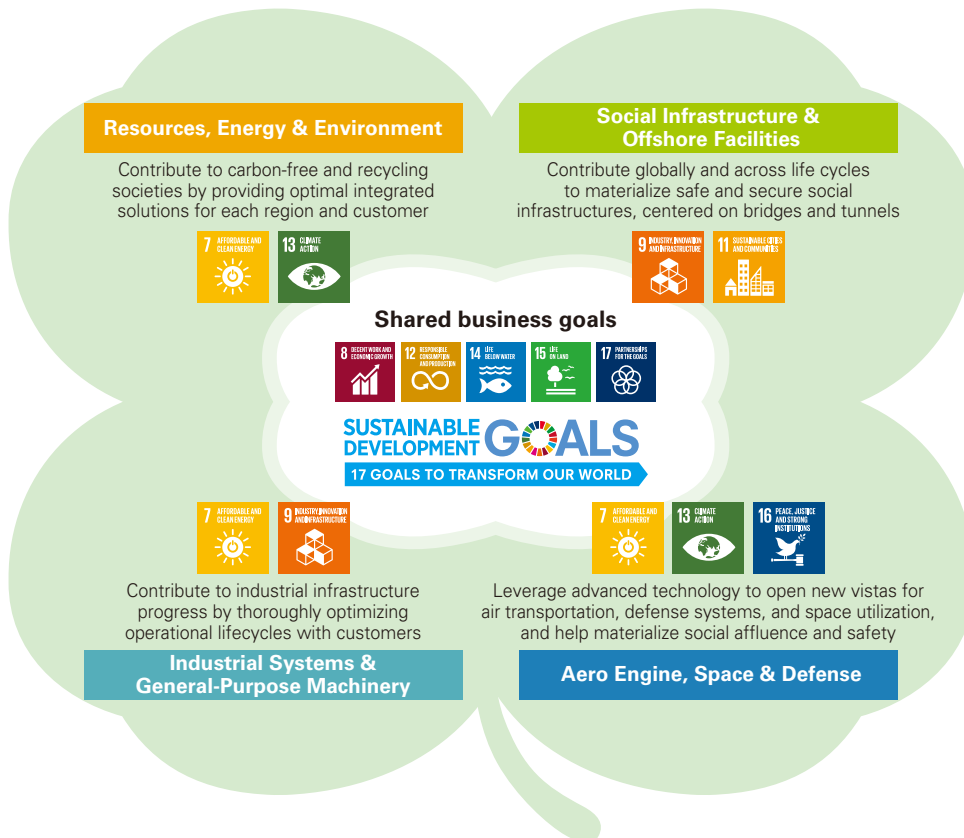 Resources, Energy & Environment
Contribute to carbon-free and recycling
societies by providing optimal integrated
solutions for each region and customer
7 AFFORDABLE AND
CLEAN ENERGY
13 CLIMATE
ACTION
Social Infrastructure &
Offshore Facilities
Contribute globally and across life cycles
to materialize safe and secure social
infrastructures, centered on bridges and tunnels
9 INDUSTRY, INNOVATION
AND INFRASTRUCTURE
11 SUSTAINABLE CITIES
AND COMMUNITIES
Shared business goals
8 DECENT WORK AND
ECONOMIC GROWTH
12 RESPONSIBLE
CONSUMPTION
AND PRODUCTION
14 LIFE
BELOW WATER
15 LIFE
ON LAND
17 PARTNERSHIPS
FOR THE GOALS
SUSTAINABLE
DEVELOPMENT GOALS
17 GOALS TO TRANSFORM OUR WORLD
7 AFFORDABLE AND
CLEAN ENERGY
9 INDUSTRY, INNOVATION
AND INFRASTRUCTURE
Contribute to industrial infrastructure
progress by thoroughly optimizing
operational lifecycles with customers
Industrial Systems &
General-Purpose Machinery
7 AFFORDABLE AND
CLEAN ENERGY
13 CLIMATE
ACTION
16 PEACE, JUSTICE
AND STRONG
INSTITUTIONS
Leverage advanced technology to open new vistas for
air transportation, defense systems, and space utilization,
and help materialize social affluence and safety
Aero Engine, Space & Defense